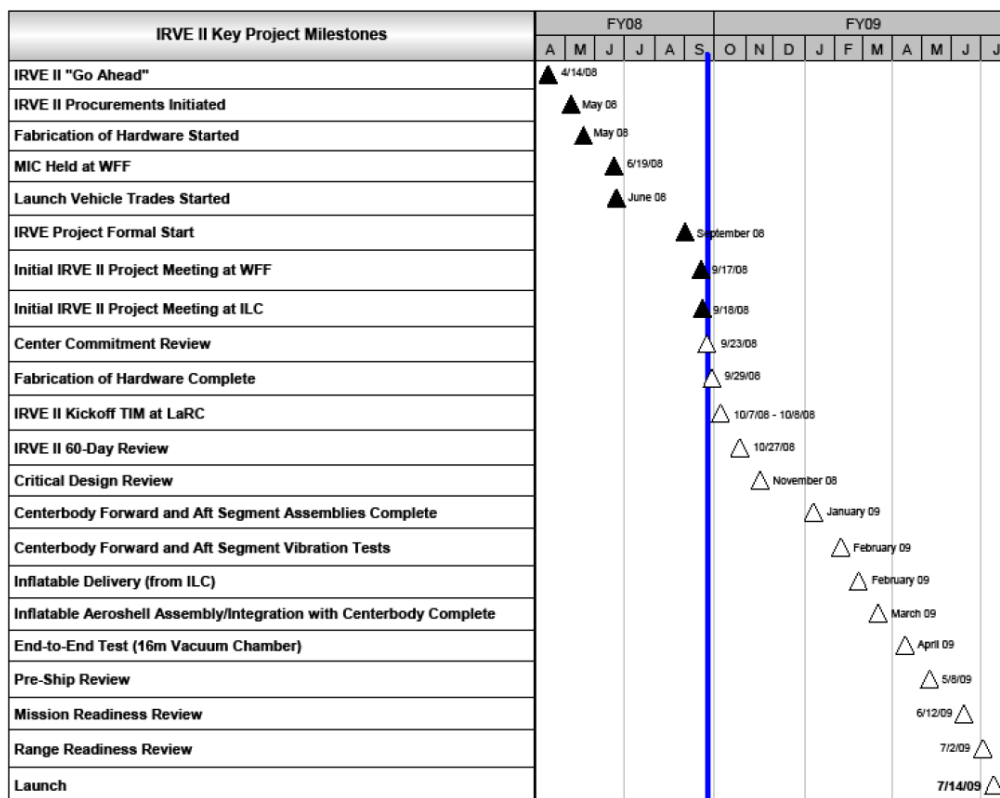 IRVE II Key Project Milestones FY08 FY09
A M J J A S O N D J F M A M J J
IRVE II "Go Ahead" 4/14/08
IRVE II Procurements Initiated May 08
Fabrication of Hardware Started May 08
MIC Held at WFF 6/19/08
Launch Vehicle Trades Started June 08
IRVE Project Formal Start September 08
Initial IRVE II Project Meeting at WFF 9/17/08
Initial IRVE II Project Meeting at ILC 9/18/08
Center Commitment Review 9/23/08
Fabrication of Hardware Complete 9/29/08
IRVE II Kickoff TIM at LaRC 10/7/08 - 10/8/08
IRVE II 60-Day Review 10/27/08
Critical Design Review November 08
Centerbody Forward and Aft Segment Assemblies Complete January 09
Centerbody Forward and Aft Segment Vibration Tests February 09
Inflatable Delivery (from ILC) February 09
Inflatable Aeroshell Assembly/Integration with Centerbody Complete March 09
End-to-End Test (16m Vacuum Chamber) April 09
Pre-Ship Review 5/8/09
Mission Readiness Review 6/12/09
Range Readiness Review 7/2/09
Launch 7/14/09